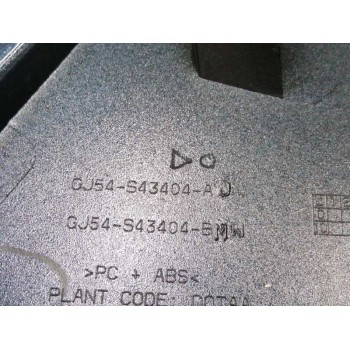 GJ54-S43404-A
GJ54-S43404-B
>PC + ABS<
PLANT CODE: